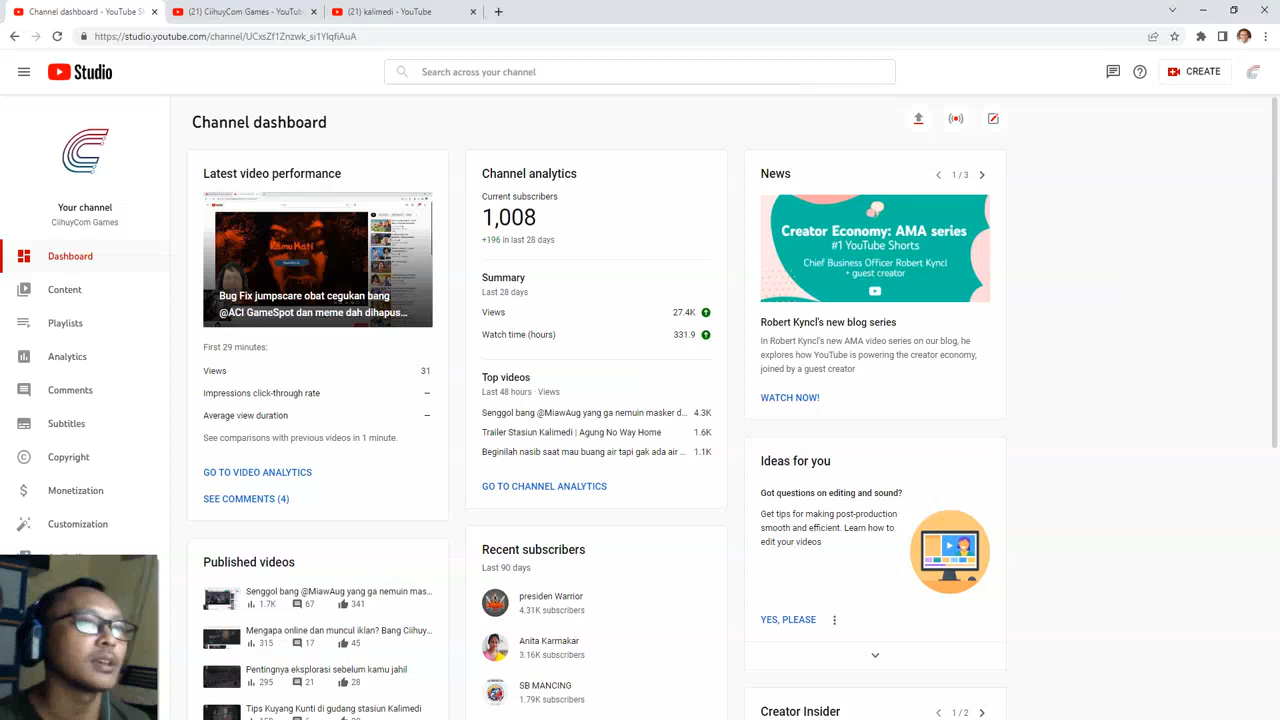 Channel dashboard - YouTube S
(21) CiihuyCom Games - YouTub
(21) kalimedi - YouTube
https://studio.youtube.com/channel/UCxsZf1Znzwk_si1YlqfiAuA
Studio
Search across your channel
CREATE
Channel dashboard
Your channel
CiihuyCom Games
Dashboard
Content
Playlists
Analytics
Comments
Subtitles
Copyright
Monetization
Customization
Latest video performance
Kamu Mati
Bug Fix jumpscare obat cegukan bang
@ACI GameSpot dan meme dah dihapus...
First 29 minutes:
Views 31
Impressions click-through rate –
Average view duration –
See comparisons with previous videos in 1 minute.
GO TO VIDEO ANALYTICS
SEE COMMENTS (4)
Published videos
Senggol bang @MiawAug yang ga nemuin mas...
1.7K 67 341
Mengapa online dan muncul iklan? Bang Ciihuy...
315 17 45
Pentingnya eksplorasi sebelum kamu jahil
295 21 28
Tips Kuyang Kunti di gudang stasiun Kalimedi
Channel analytics
Current subscribers
1,008
+196 in last 28 days
Summary
Last 28 days
Views 27.4K
Watch time (hours) 331.9
Top videos
Last 48 hours · Views
Senggol bang @MiawAug yang ga nemuin masker d... 4.3K
Trailer Stasiun Kalimedi | Agung No Way Home 1.6K
Beginilah nasib saat mau buang air tapi gak ada air ... 1.1K
GO TO CHANNEL ANALYTICS
Recent subscribers
Last 90 days
presiden Warrior
4.31K subscribers
Anita Karmakar
3.16K subscribers
SB MANCING
1.79K subscribers
News
1 / 3
Creator Economy: AMA series
#1 YouTube Shorts
Chief Business Officer Robert Kyncl
+ guest creator
Robert Kyncl's new blog series
In Robert Kyncl's new AMA video series on our blog, he
explores how YouTube is powering the creator economy,
joined by a guest creator
WATCH NOW!
Ideas for you
Got questions on editing and sound?
Get tips for making post-production
smooth and efficient. Learn how to
edit your videos
YES, PLEASE
Creator Insider
1 / 2